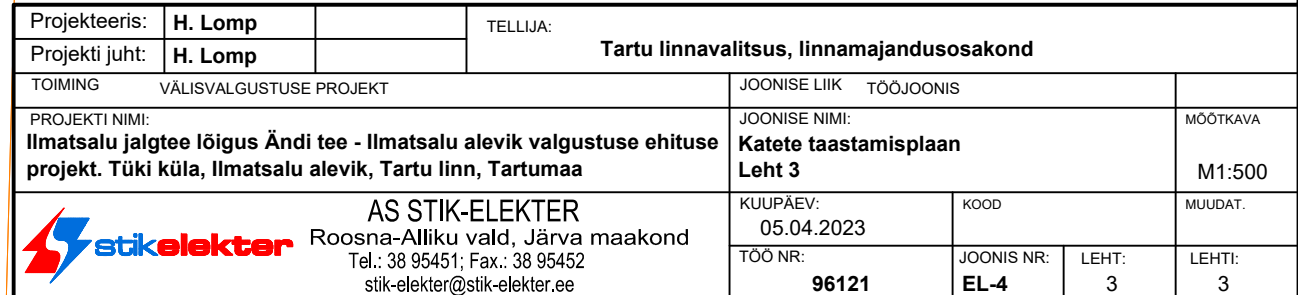 Projekteeris: H. Lomp
TELLIJA:
Projekti juht: H. Lomp
Tartu linnavalitsus, linnamajandusosakond
TOIMING VÄLISVALGUSTUSE PROJEKT
JOONISE LIIK TÖÖJOONIS
PROJEKTI NIMI:
Ilmatsalu jalgtee lõigus Ändi tee - Ilmatsalu alevik valgustuse ehituse
projekt. Tüki küla, Ilmatsalu alevik, Tartu linn, Tartumaa
JOONISE NIMI:
Katete taastamisplaan
Leht 3
MÕÕTKAVA
M1:500
stikelekter
AS STIK-ELEKTER
Roosna-Alliku vald, Järva maakond
Tel.: 38 95451; Fax.: 38 95452
stik-elekter@stik-elekter.ee
KUUPÄEV:
05.04.2023
KOOD
MUUDAT.
TÖÖ NR:
96121
JOONIS NR:
EL-4
LEHT:
3
LEHTI:
3